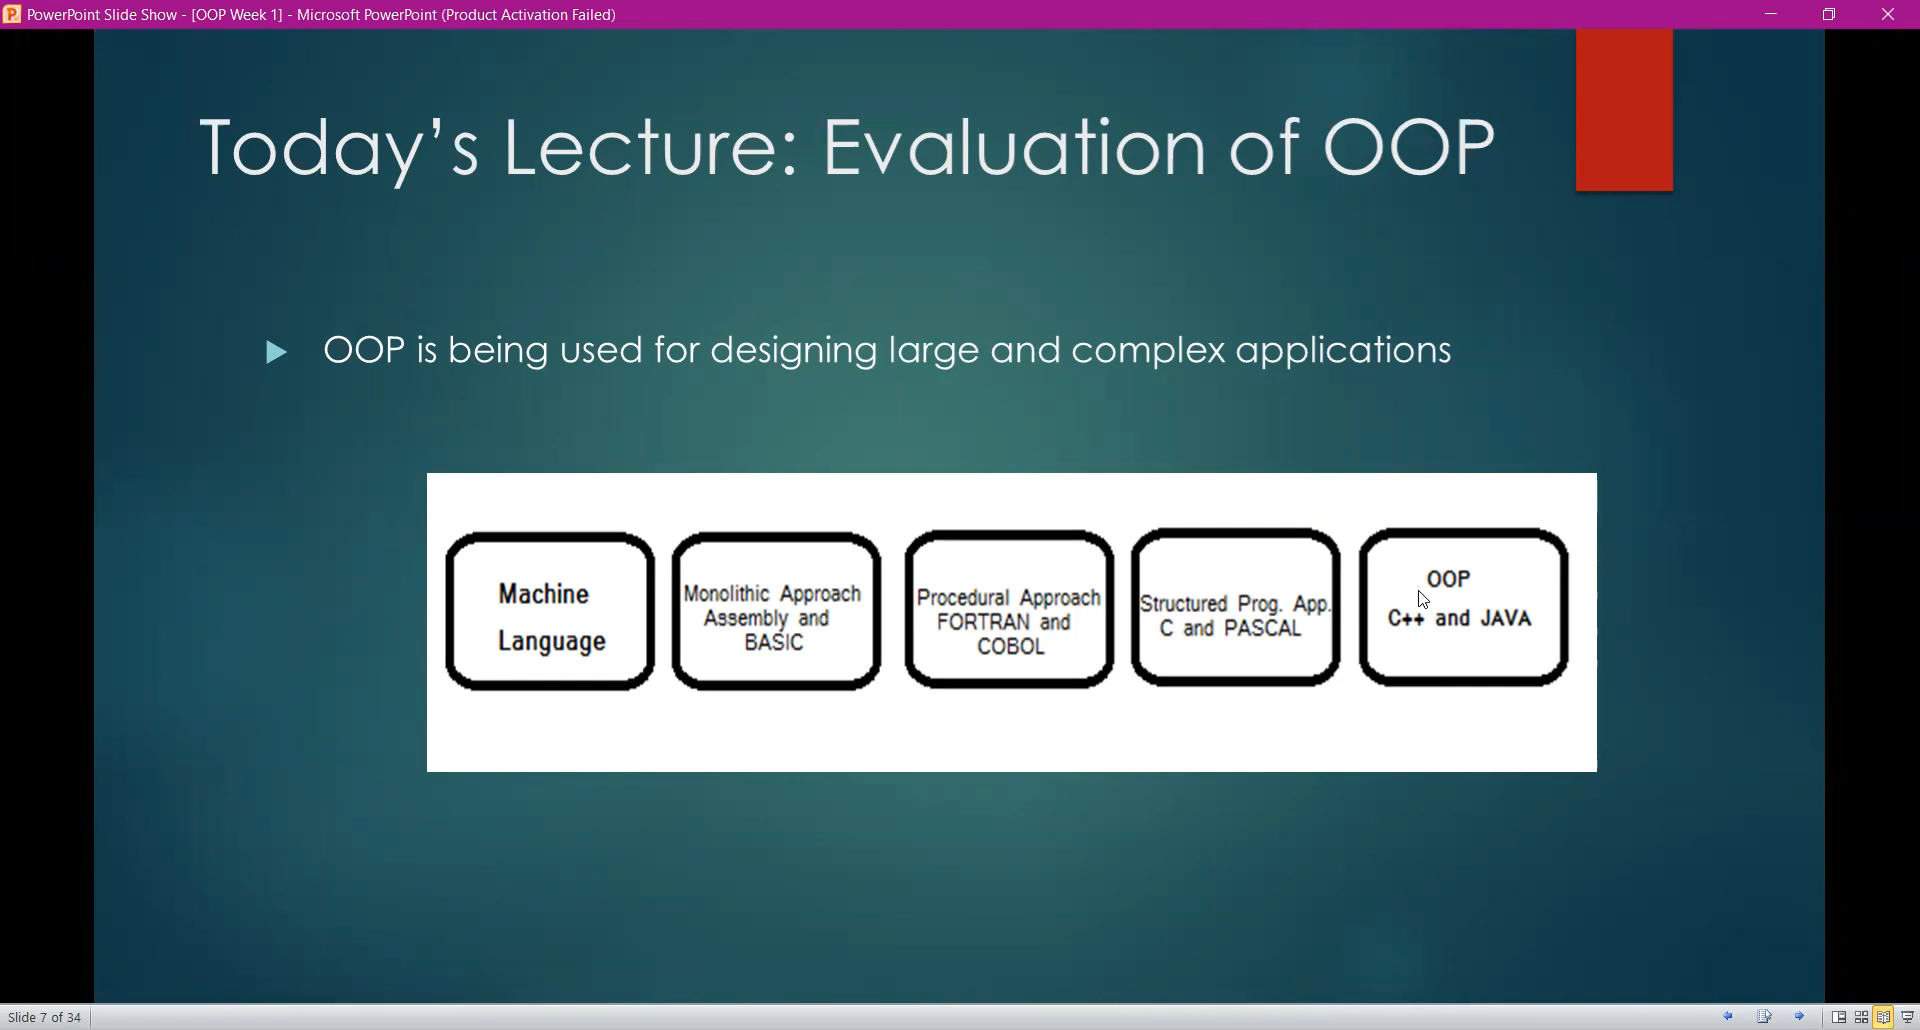 PowerPoint Slide Show - [OOP Week 1] - Microsoft PowerPoint (Product Activation Failed)
Today’s Lecture: Evaluation of OOP
OOP is being used for designing large and complex applications
Machine
Language
Monolithic Approach
Assembly and
BASIC
Procedural Approach
FORTRAN and
COBOL
Structured Prog. App.
C and PASCAL
OOP
C++ and JAVA
Slide 7 of 34